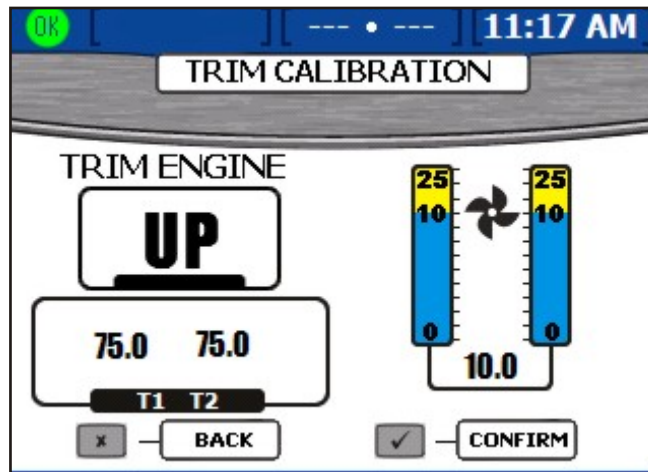 OK --- • --- 11:17 AM
TRIM CALIBRATION
TRIM ENGINE
UP
75.0 75.0
T1 T2
25 25
10 10
0 0
10.0
x BACK
✓ CONFIRM